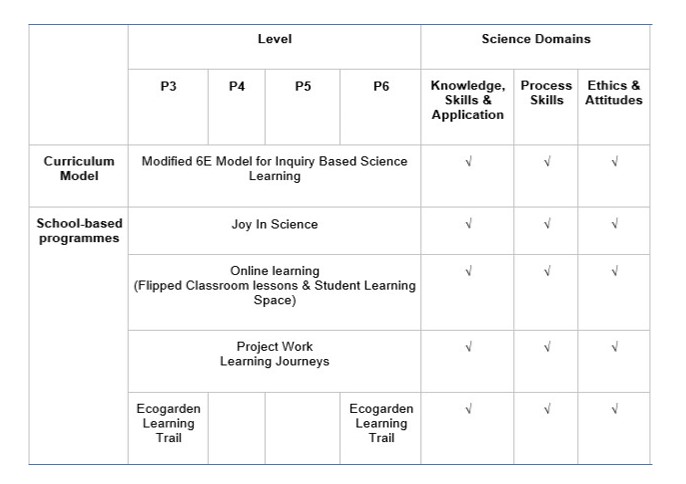 Level Science Domains
P3 P4 P5 P6 Knowledge, Process Ethics &
Skills & Skills Attitudes
Application
Curriculum Modified 6E Model for Inquiry Based Science √ √ √
Model Learning
School-based Joy In Science √ √ √
programmes
Online learning √ √ √
(Flipped Classroom lessons & Student Learning
Space)
Project Work √ √ √
Learning Journeys
Ecogarden Ecogarden √ √ √
Learning Learning
Trail Trail